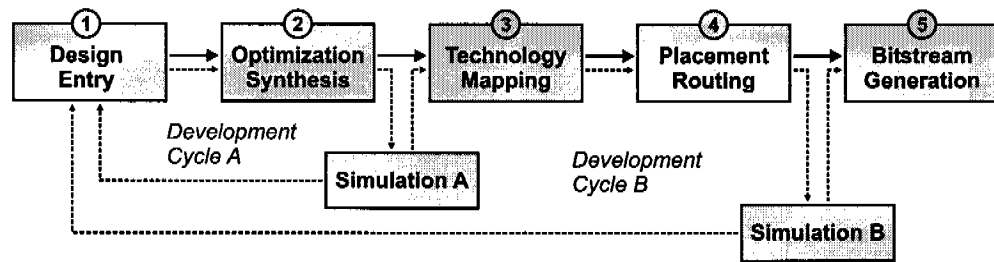 1
Design
Entry
2
Optimization
Synthesis
3
Technology
Mapping
4
Placement
Routing
5
Bitstream
Generation
Development
Cycle A
Simulation A
Development
Cycle B
Simulation B